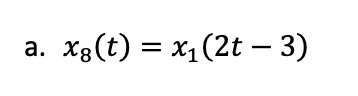 a. x₈(t) = x₁(2t − 3)